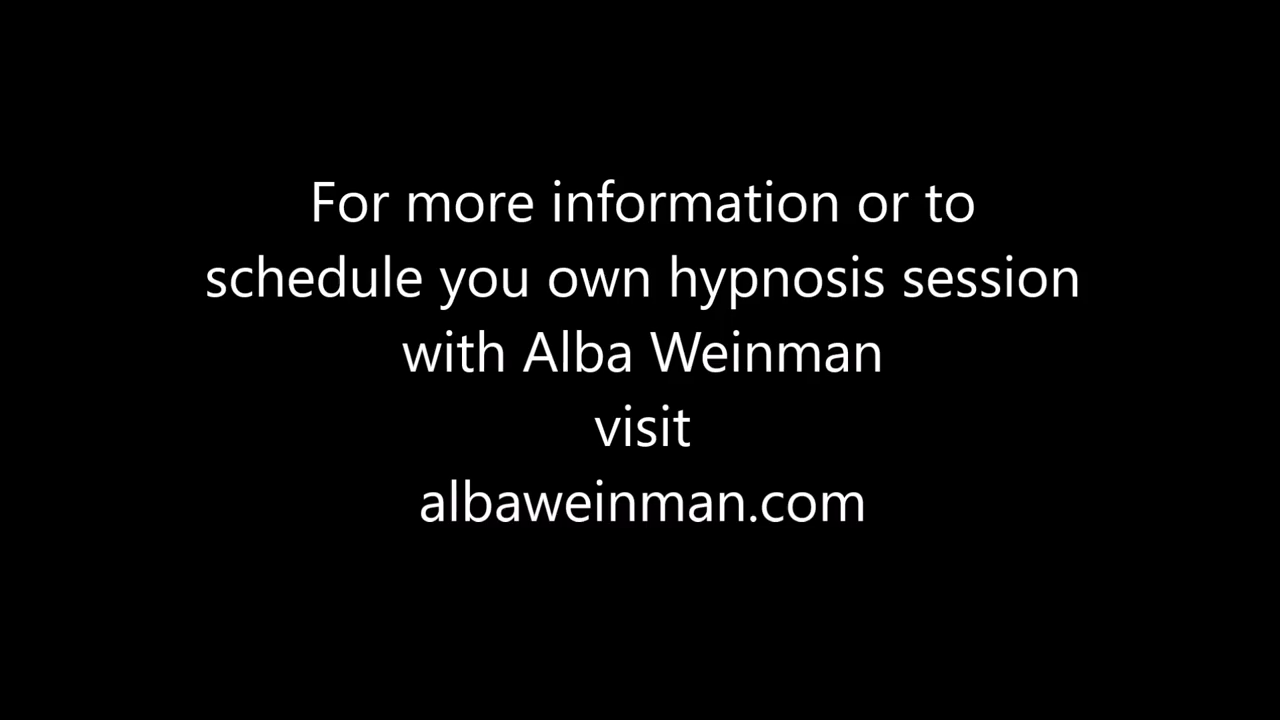 For more information or to
schedule you own hypnosis session
with Alba Weinman
visit
albaweinman.com